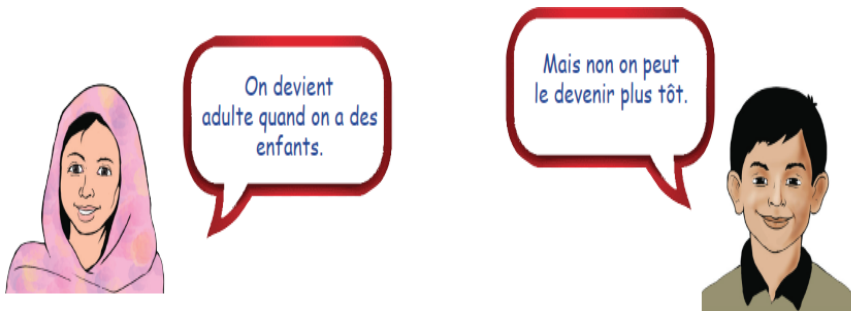 On devient
adulte quand on a des
enfants.
Mais non on peut
le devenir plus tôt.